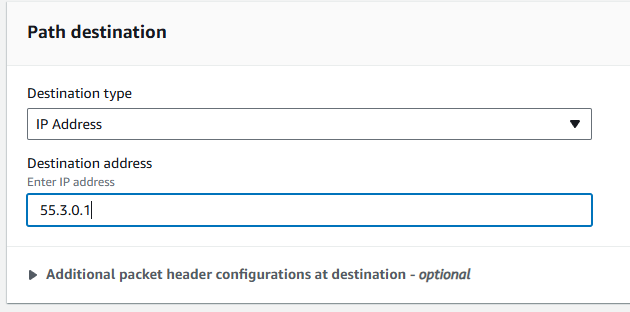 Path destination
Destination type
IP Address
Destination address
Enter IP address
55.3.0.1
Additional packet header configurations at destination - optional